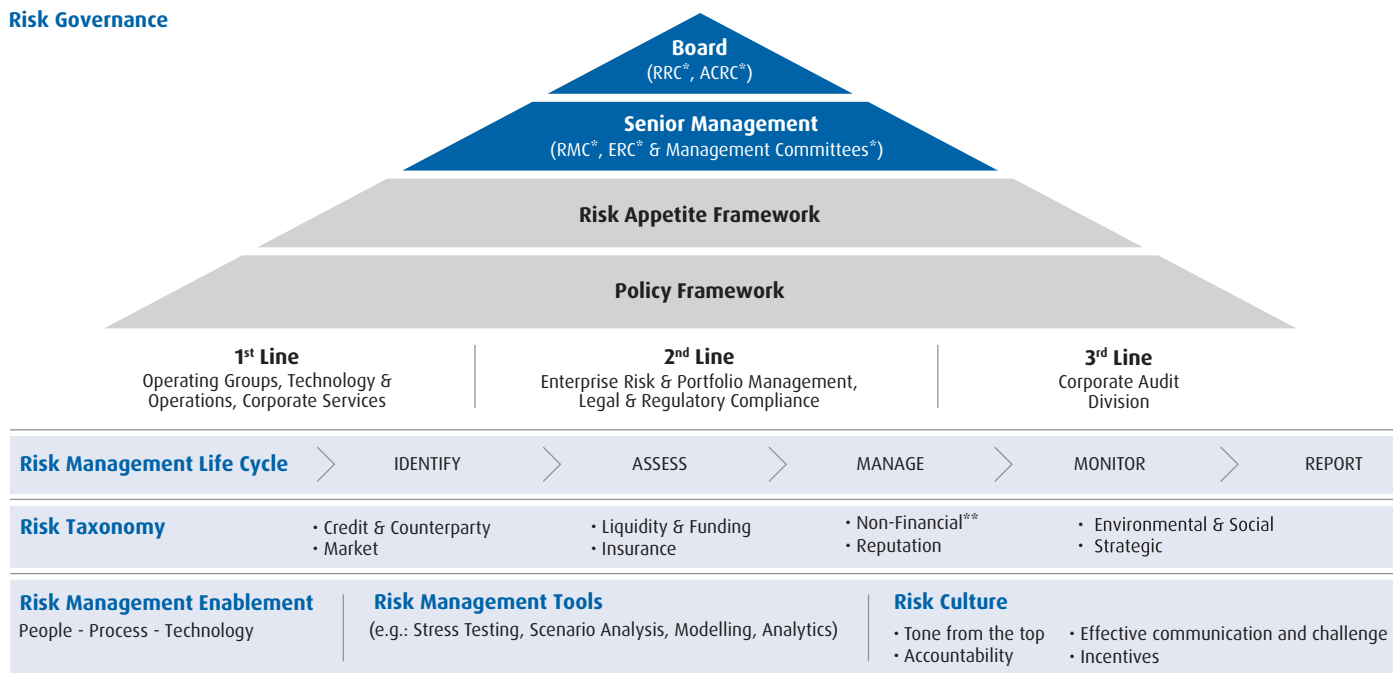 Risk Governance
Board
(RRC*, ACRC*)
Senior Management
(RMC*, ERC* & Management Committees*)
Risk Appetite Framework
Policy Framework
1st Line
Operating Groups, Technology &
Operations, Corporate Services
2nd Line
Enterprise Risk & Portfolio Management,
Legal & Regulatory Compliance
3rd Line
Corporate Audit
Division
Risk Management Life Cycle
IDENTIFY
ASSESS
MANAGE
MONITOR
REPORT
Risk Taxonomy
• Credit & Counterparty
• Market
• Liquidity & Funding
• Insurance
• Non-Financial**
• Reputation
• Environmental & Social
• Strategic
Risk Management Enablement
People - Process - Technology
Risk Management Tools
(e.g.: Stress Testing, Scenario Analysis, Modelling, Analytics)
Risk Culture
• Tone from the top
• Accountability
• Effective communication and challenge
• Incentives